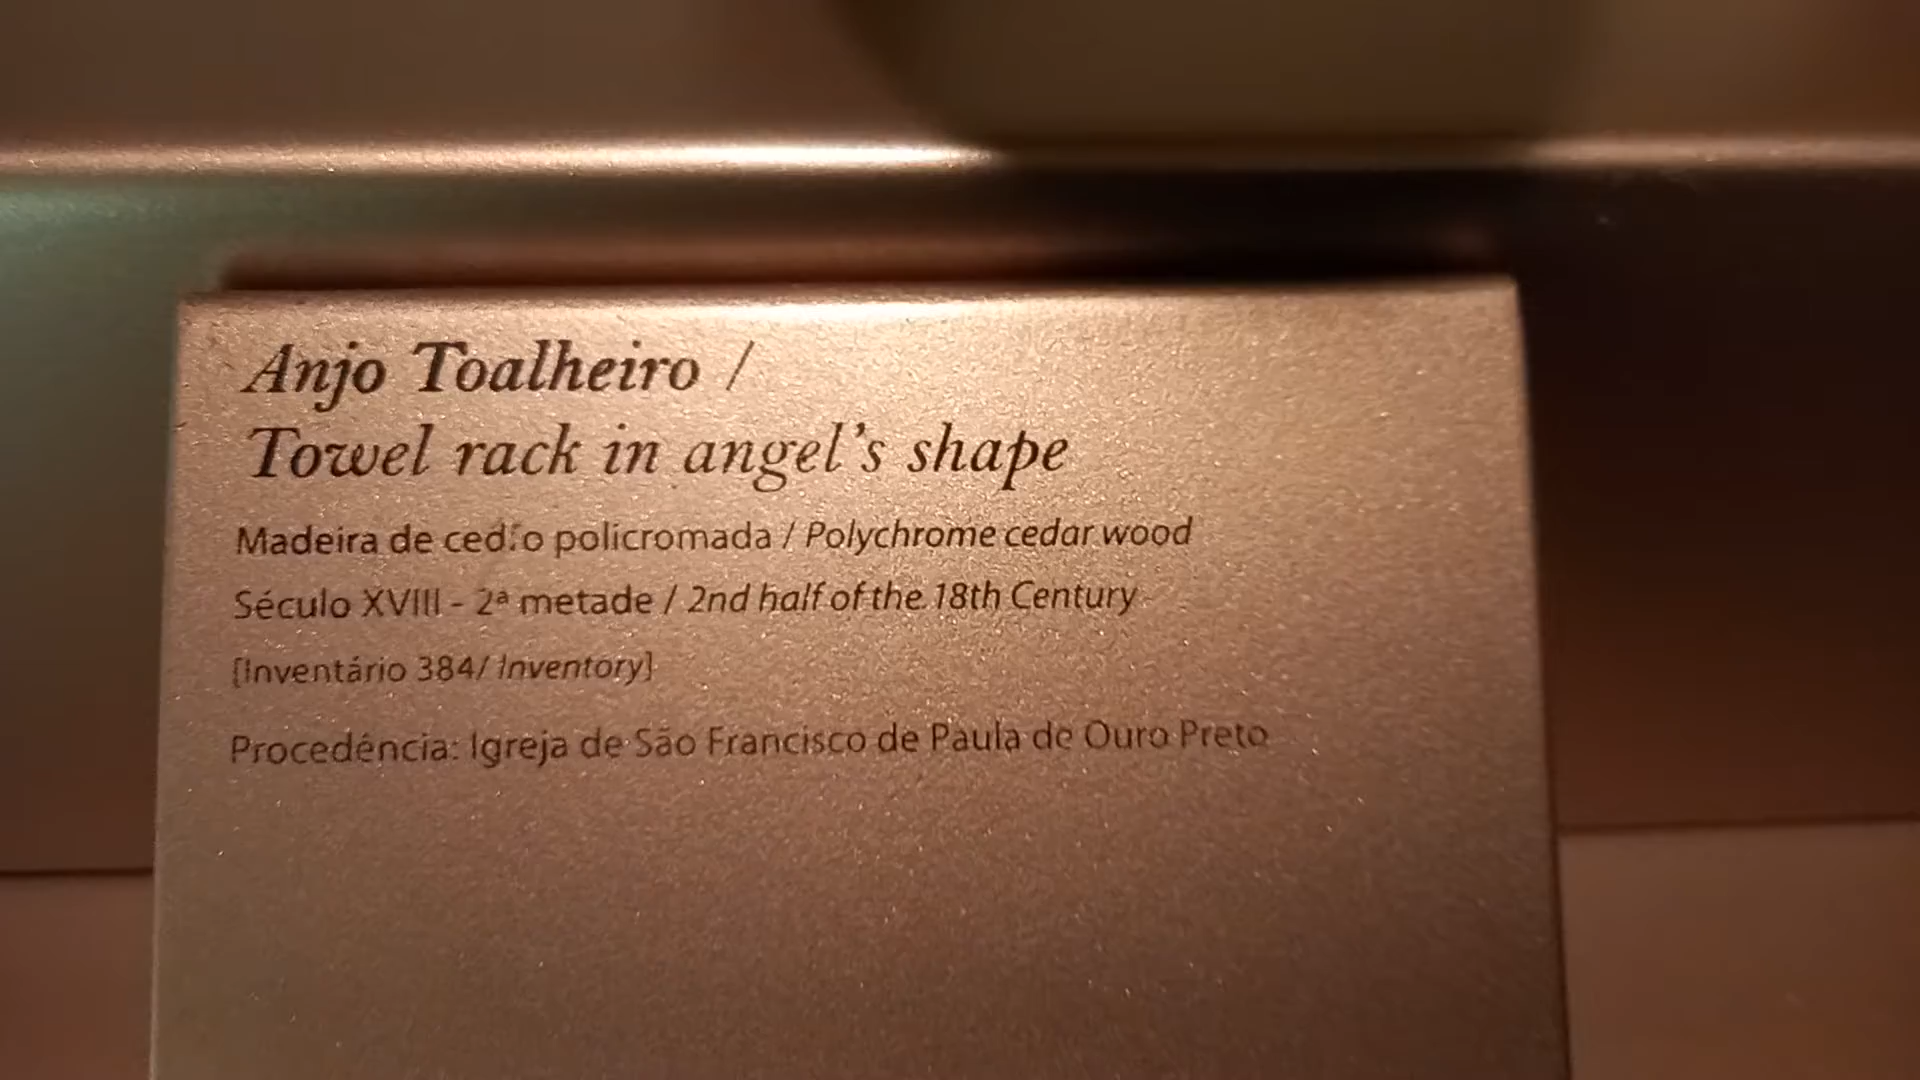 Anjo Toalheiro /
Towel rack in angel's shape
Madeira de cedro policromada / Polychrome cedar wood
Século XVIII - 2ª metade / 2nd half of the 18th Century
[Inventário 384/ Inventory]
Procedência: Igreja de São Francisco de Paula de Ouro Preto